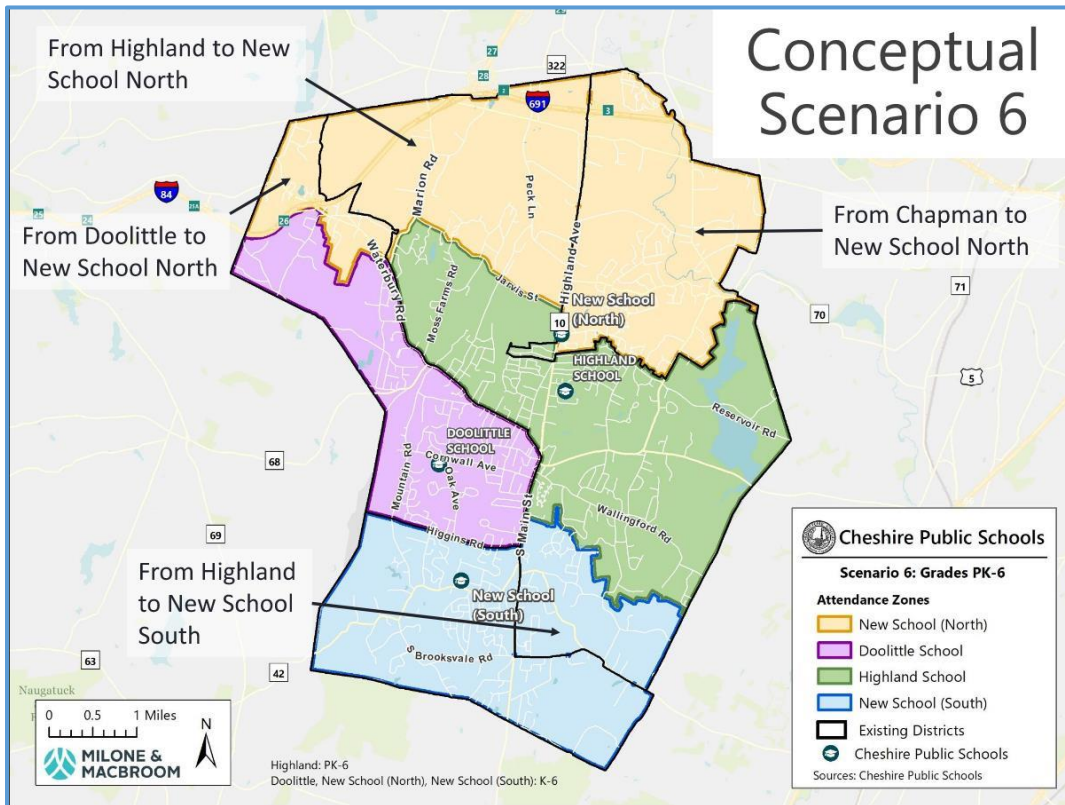 Conceptual
Scenario 6
From Highland to New
School North
From Doolittle to
New School North
From Chapman to
New School North
From Highland
to New School
South
27
28
322
691
3
84
25
24
25A
26
Marion Rd
Peck Ln
Highland Ave
Waterbury Rd
Moss Farms Rd
Jarvis St
New School
(North)
10
HIGHLAND
SCHOOL
Reservoir Rd
70
71
5
DOOLITTLE
SCHOOL
Cornwall Ave
Oak Ave
Mountain Rd
68
S Main St
Wallingford Rd
Higgins Rd
69
New School
(South)
S Brooksvale Rd
63
42
Naugatuck
0 0.5 1 Miles
N
MILONE &
MACBROOM
Highland: PK-6
Doolittle, New School (North), New School (South): K-6
Cheshire Public Schools
Scenario 6: Grades PK-6
Attendance Zones
New School (North)
Doolittle School
Highland School
New School (South)
Existing Districts
Cheshire Public Schools
Sources: Cheshire Public Schools